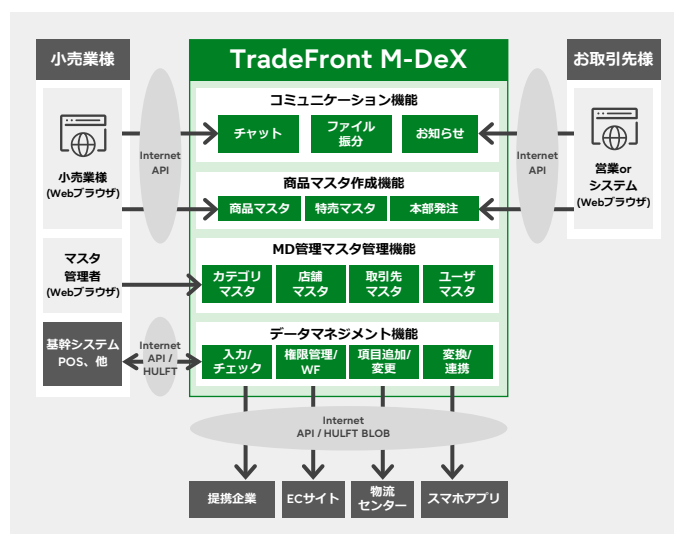 小売業様
TradeFront M-DeX
お取引先様
小売業様
(Webブラウザ)
マスタ
管理者
(Webブラウザ)
基幹システム
POS、他
Internet
API
Internet
API /
HULFT
コミュニケーション機能
チャット
ファイル
振分
お知らせ
商品マスタ作成機能
商品マスタ
特売マスタ
本部発注
MD管理マスタ管理機能
カテゴリ
マスタ
店舗
マスタ
取引先
マスタ
ユーザ
マスタ
データマネジメント機能
入力/
チェック
権限管理/
WF
項目追加/
変更
変換/
連携
Internet
API
営業or
システム
(Webブラウザ)
Internet
API / HULFT BLOB
提携企業
ECサイト
物流
センター
スマホアプリ